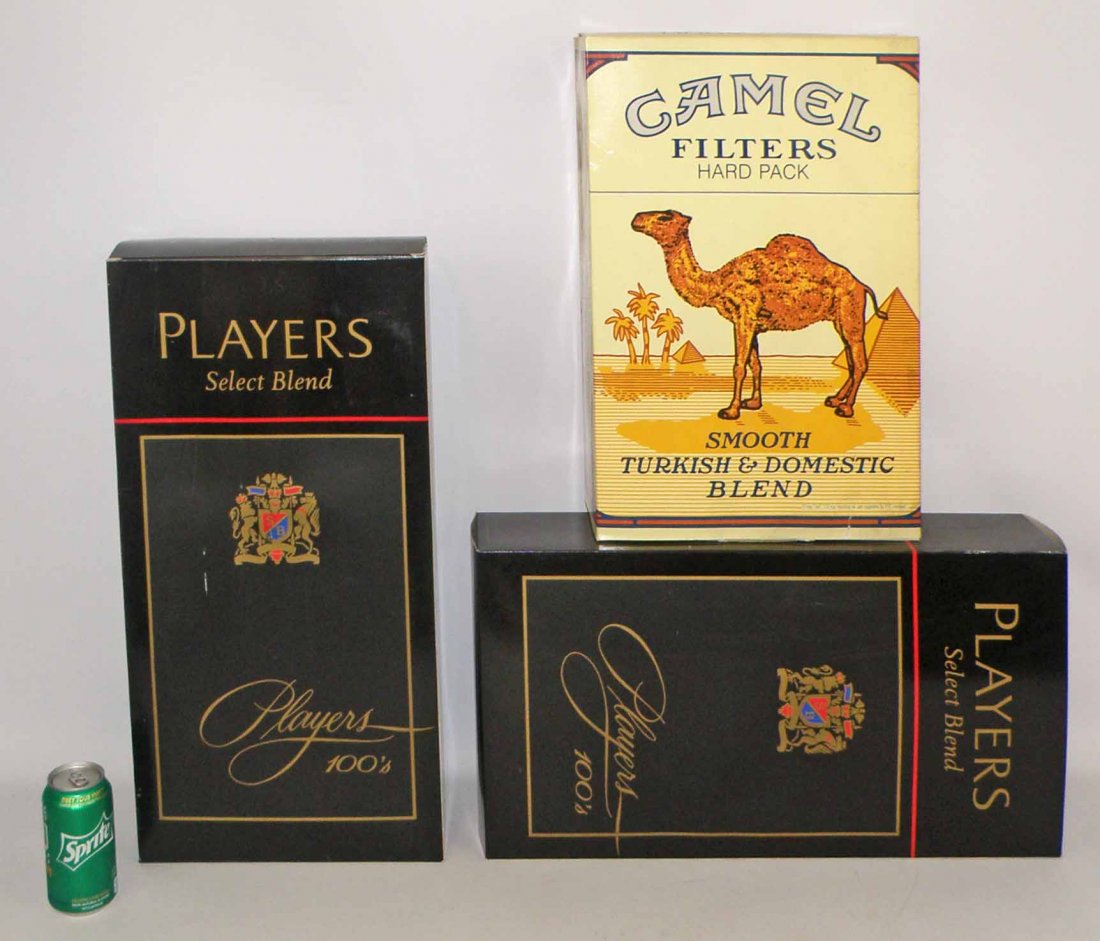 PLAYERS
Select Blend
Players
100's
CAMEL
FILTERS
HARD PACK
SMOOTH
TURKISH & DOMESTIC
BLEND
PLAYERS
Select Blend
Players
100's
Sprite